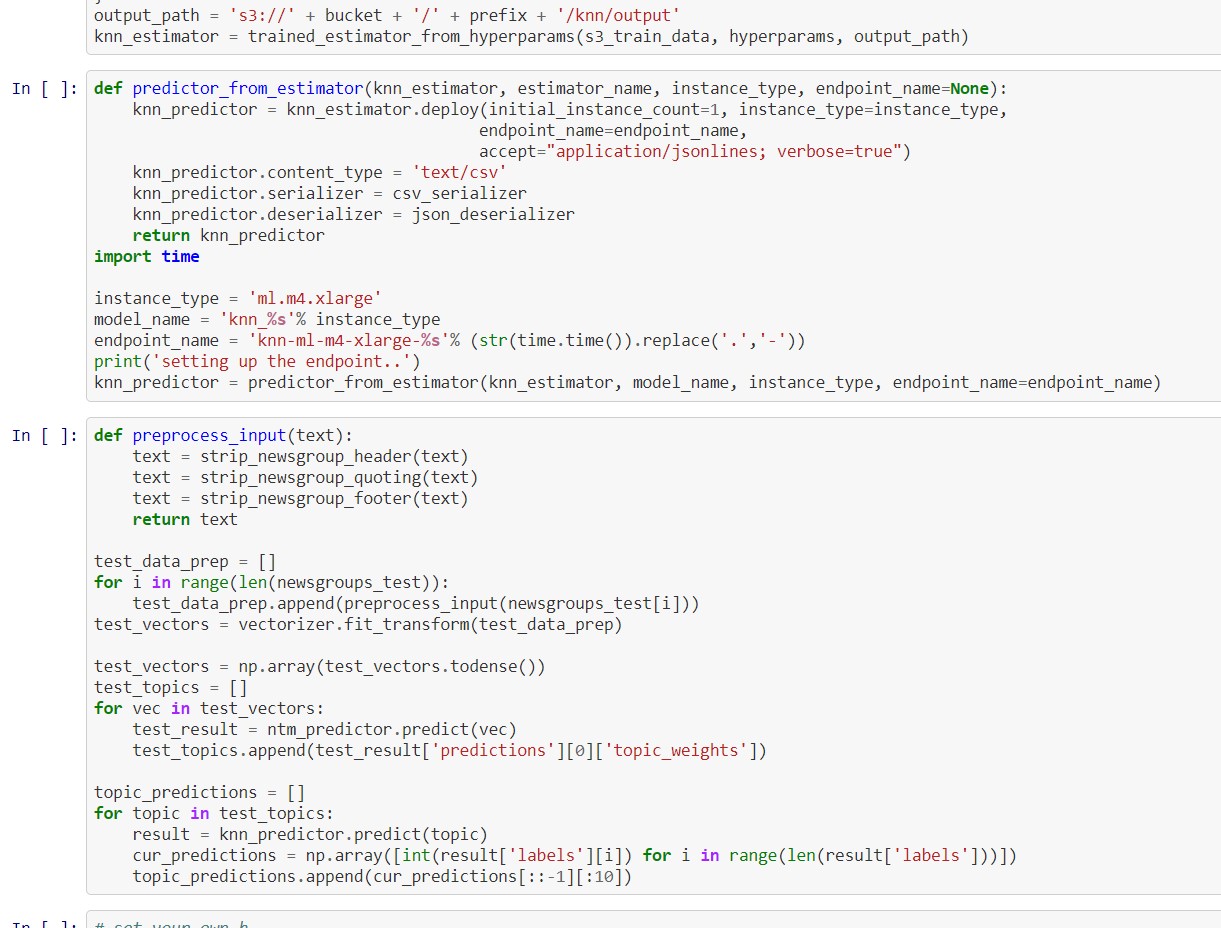 output_path = 's3://' + bucket + '/' + prefix + '/knn/output'
knn_estimator = trained_estimator_from_hyperparams(s3_train_data, hyperparams, output_path)
In [ ]: def predictor_from_estimator(knn_estimator, estimator_name, instance_type, endpoint_name=None):
    knn_predictor = knn_estimator.deploy(initial_instance_count=1, instance_type=instance_type,
                                        endpoint_name=endpoint_name,
                                        accept="application/jsonlines; verbose=true")
    knn_predictor.content_type = 'text/csv'
    knn_predictor.serializer = csv_serializer
    knn_predictor.deserializer = json_deserializer
    return knn_predictor
import time
instance_type = 'ml.m4.xlarge'
model_name = 'knn_%s'% instance_type
endpoint_name = 'knn-ml-m4-xlarge-%s'% (str(time.time()).replace('.','-'))
print('setting up the endpoint..')
knn_predictor = predictor_from_estimator(knn_estimator, model_name, instance_type, endpoint_name=endpoint_name)
In [ ]: def preprocess_input(text):
    text = strip_newsgroup_header(text)
    text = strip_newsgroup_quoting(text)
    text = strip_newsgroup_footer(text)
    return text
test_data_prep = []
for i in range(len(newsgroups_test)):
    test_data_prep.append(preprocess_input(newsgroups_test[i]))
test_vectors = vectorizer.fit_transform(test_data_prep)
test_vectors = np.array(test_vectors.todense())
test_topics = []
for vec in test_vectors:
    test_result = ntm_predictor.predict(vec)
    test_topics.append(test_result['predictions'][0]['topic_weights'])
topic_predictions = []
for topic in test_topics:
    result = knn_predictor.predict(topic)
    cur_predictions = np.array([int(result['labels'][i]) for i in range(len(result['labels']))])
    topic_predictions.append(cur_predictions[::-1][:10])
In [ ]: # set your own